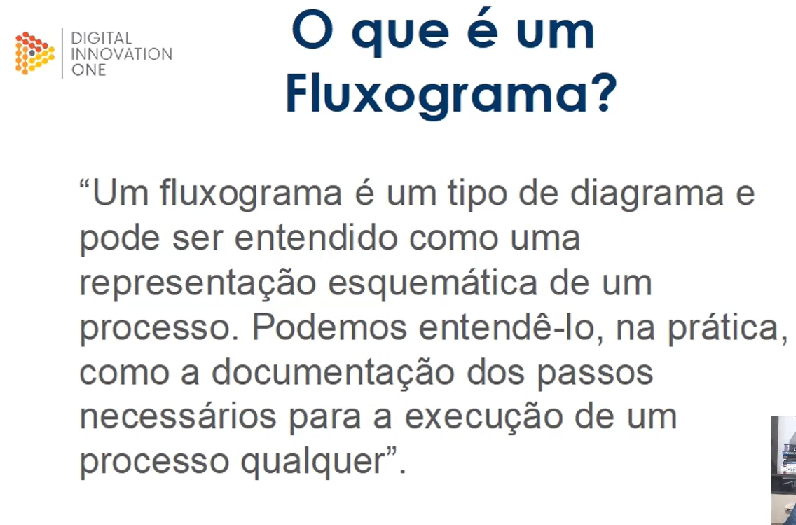 DIGITAL
INNOVATION
ONE
O que é um
Fluxograma?
“Um fluxograma é um tipo de diagrama e
pode ser entendido como uma
representação esquemática de um
processo. Podemos entendê-lo, na prática,
como a documentação dos passos
necessários para a execução de um
processo qualquer”.